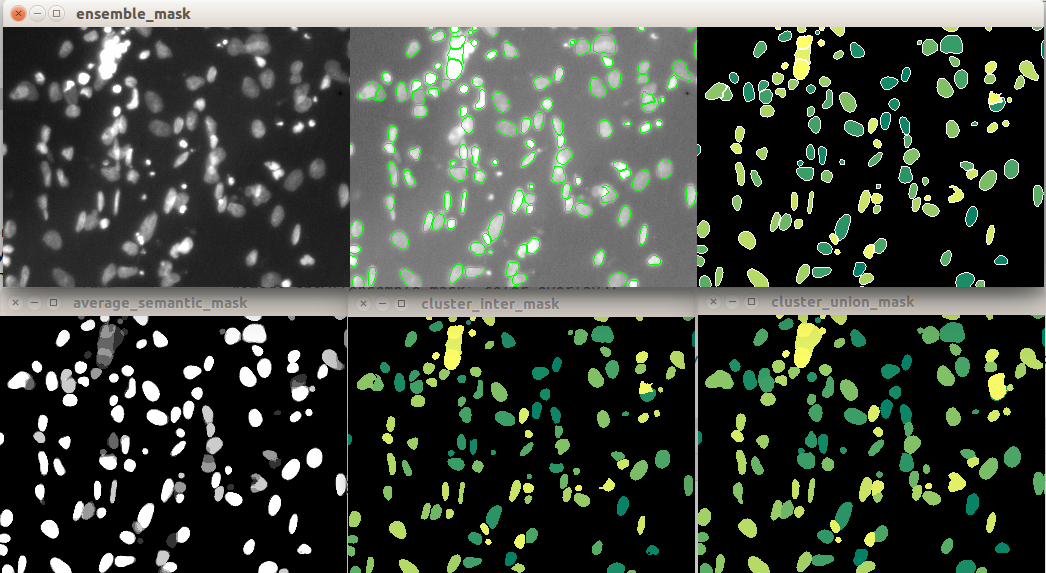 ensemble_mask
average_semantic_mask
cluster_inter_mask
cluster_union_mask